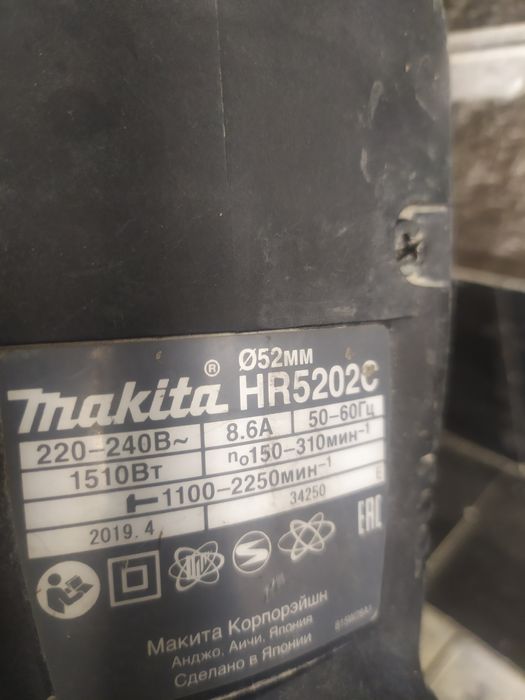 Ø52мм
makita® HR5202C
220–240В~ 8.6А 50–60Гц
1510Вт n₀150–310мин⁻¹
1100–2250мин⁻¹
2019.4 34250 E
EAC
Макита Корпорэйшн
Анджо, Аичи, Япония
Сделано в Японии